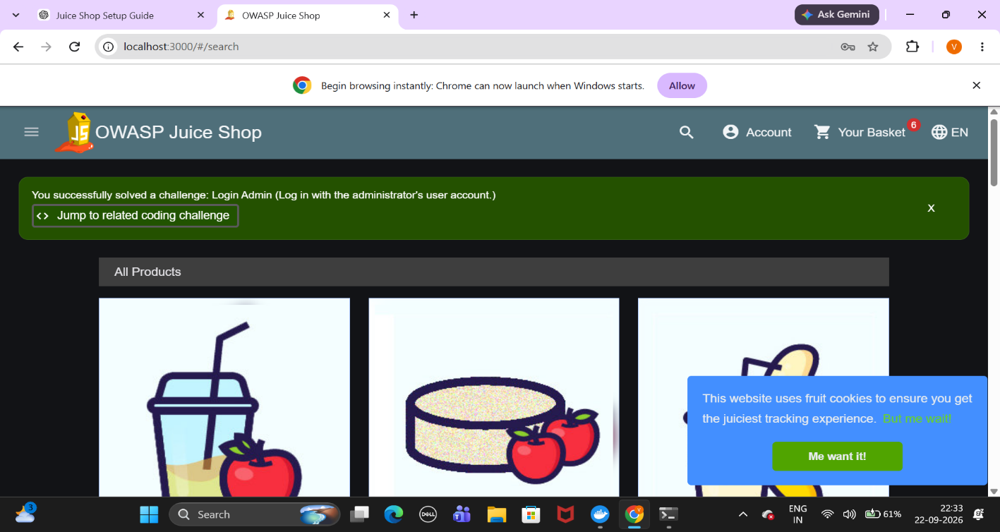 Juice Shop Setup Guide
OWASP Juice Shop
Ask Gemini
localhost:3000/#/search
V
Begin browsing instantly: Chrome can now launch when Windows starts.
Allow
JS
OWASP Juice Shop
Account
Your Basket
6
EN
You successfully solved a challenge: Login Admin (Log in with the administrator's user account.)
X
<> Jump to related coding challenge
All Products
This website uses fruit cookies to ensure you get
the juiciest tracking experience. But me wait!
Me want it!
3
Search
DELL
T
V
ENG
IN
61%
22:33
22-09-2026